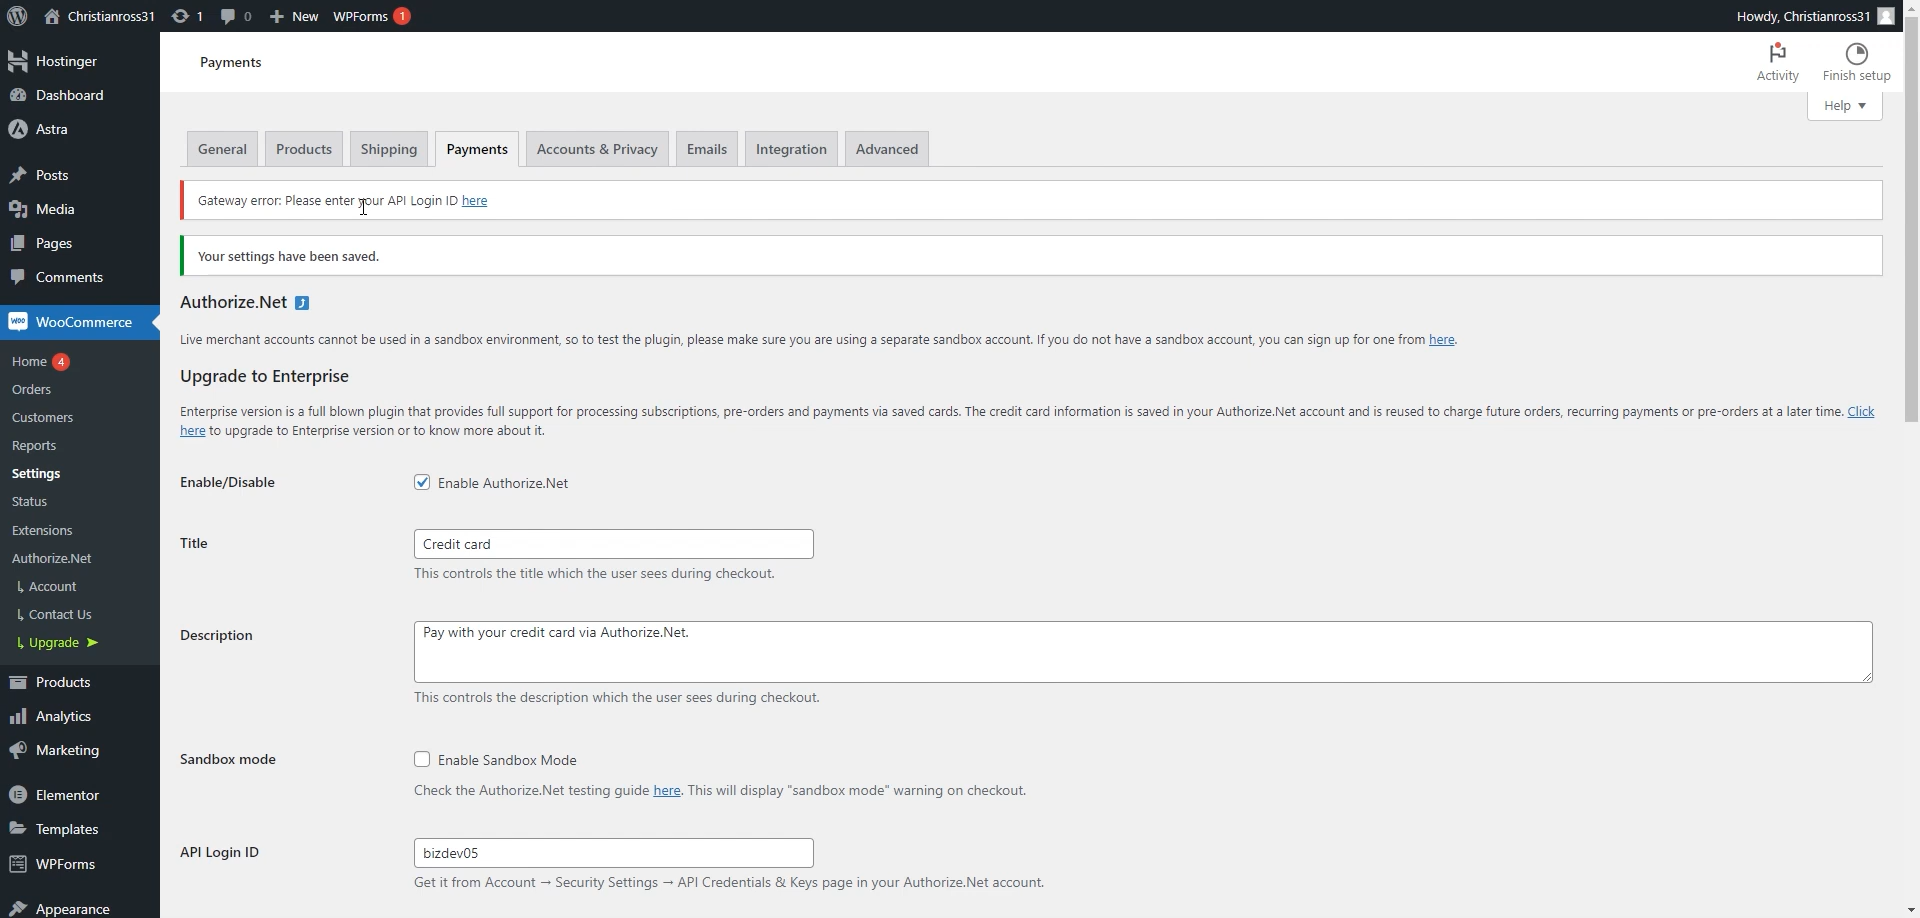 Christianross31
1
0
New
WPForms 1
Howdy, Christianross31
Hostinger
Dashboard
Astra
Posts
Media
Pages
Comments
WOO WooCommerce
Home 4
Orders
Customers
Reports
Settings
Status
Extensions
Authorize.Net
↳ Account
↳ Contact Us
↳ Upgrade ➤
Products
Analytics
Marketing
Elementor
Templates
WPForms
Appearance
Payments
Activity
Finish setup
Help ▼
General
Products
Shipping
Payments
Accounts & Privacy
Emails
Integration
Advanced
Gateway error: Please enter your API Login ID here
Your settings have been saved.
Authorize.Net ⤴
Live merchant accounts cannot be used in a sandbox environment, so to test the plugin, please make sure you are using a separate sandbox account. If you do not have a sandbox account, you can sign up for one from here.
Upgrade to Enterprise
Enterprise version is a full blown plugin that provides full support for processing subscriptions, pre-orders and payments via saved cards. The credit card information is saved in your Authorize.Net account and is reused to charge future orders, recurring payments or pre-orders at a later time. Click
here to upgrade to Enterprise version or to know more about it.
Enable/Disable
Enable Authorize.Net
Title
Credit card
This controls the title which the user sees during checkout.
Description
Pay with your credit card via Authorize.Net.
This controls the description which the user sees during checkout.
Sandbox mode
Enable Sandbox Mode
Check the Authorize.Net testing guide here. This will display "sandbox mode" warning on checkout.
API Login ID
bizdev05
Get it from Account → Security Settings → API Credentials & Keys page in your Authorize.Net account.